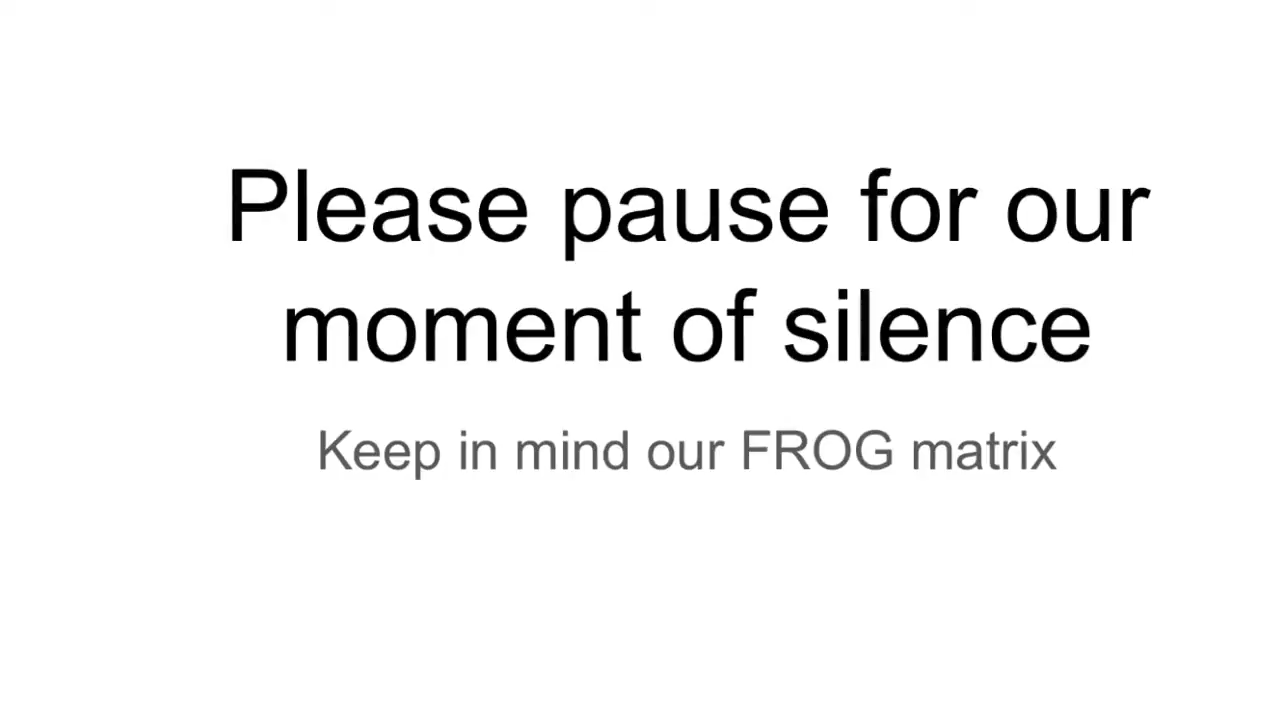 Please pause for our
moment of silence
Keep in mind our FROG matrix